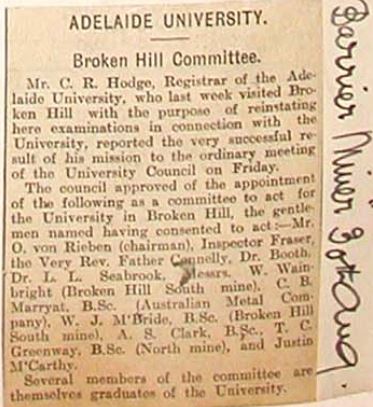 ADELAIDE UNIVERSITY.
Broken Hill Committee.
Mr. C. R. Hodge, Registrar of the Ade-
laide University, who last week visited Bro-
ken Hill with the purpose of reinstating
here examinations in connection with the
University, reported the very successful re-
sult of his mission to the ordinary meeting
of the University Council on Friday.
The council approved of the appointment
of the following as a committee to act for
the University in Broken Hill, the gentle-
men named having consented to act:—Mr.
O. von Rieben (chairman), Inspector Fraser,
the Very Rev. Father Connelly, Dr. Booth,
Dr. L. L. Seabrook, Messrs. W. Wain-
bright (Broken Hill South mine), C. B.
Marryat, B.Sc. (Australian Metal Com-
pany), W. J. M'Bride, B.Sc. (Broken Hill
South mine), A. S. Clark, B.Sc., T. C.
Greenway, B.Sc. (North mine), and Justin
M'Carthy.
Several members of the committee are
themselves graduates of the University.
Barrier Miner